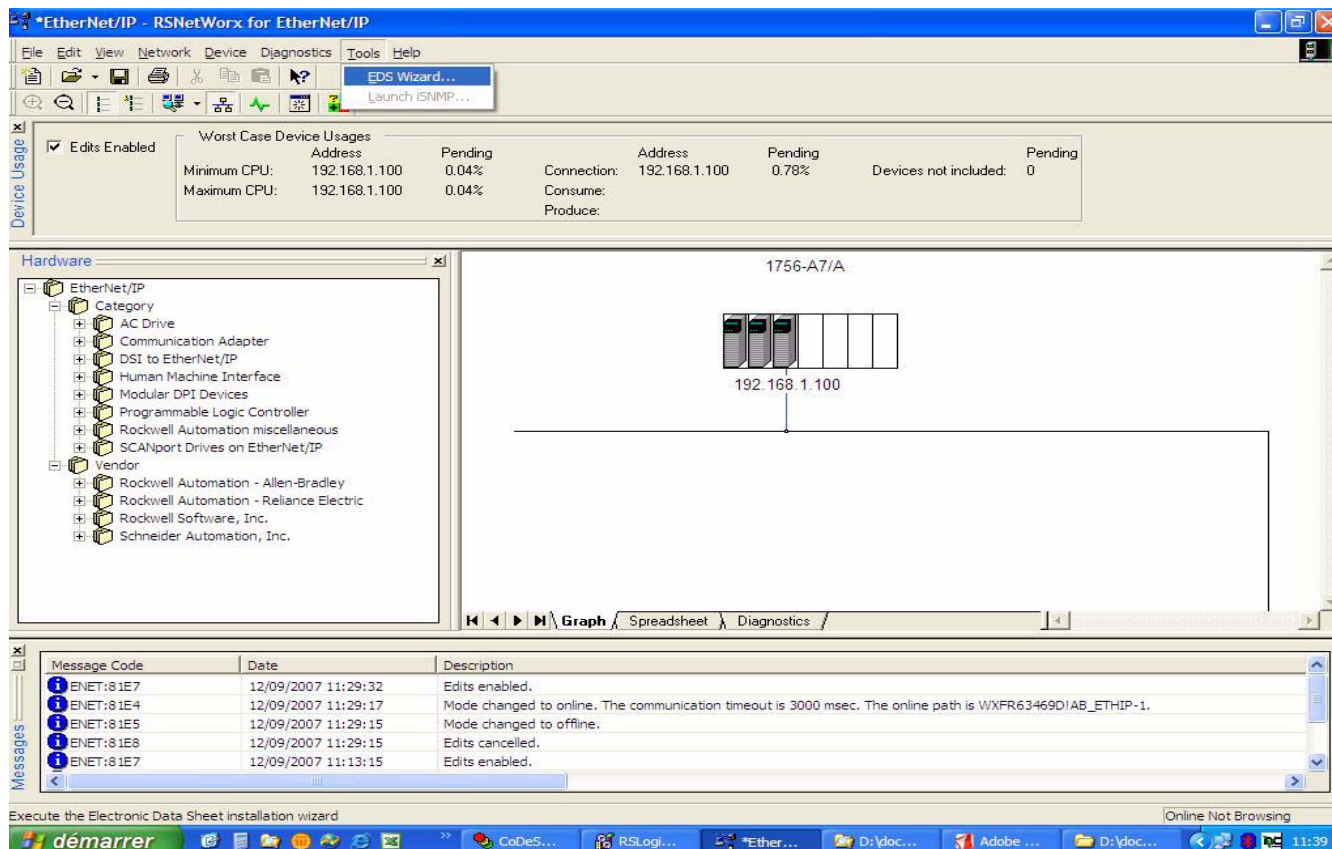 *EtherNet/IP - RSNetWorx for EtherNet/IP
File Edit View Network Device Diagnostics Tools Help
EDS Wizard...
Launch iSNMP...
Device Usage
Edits Enabled
Worst Case Device Usages
Address Pending Address Pending Pending
Minimum CPU: 192.168.1.100 0.04% Connection: 192.168.1.100 0.78% Devices not included: 0
Maximum CPU: 192.168.1.100 0.04% Consume:
Produce:
Hardware
EtherNet/IP
Category
AC Drive
Communication Adapter
DSI to EtherNet/IP
Human Machine Interface
Modular DPI Devices
Programmable Logic Controller
Rockwell Automation miscellaneous
SCANport Drives on EtherNet/IP
Vendor
Rockwell Automation - Allen-Bradley
Rockwell Automation - Reliance Electric
Rockwell Software, Inc.
Schneider Automation, Inc.
1756-A7/A
192.168.1.100
Graph Spreadsheet Diagnostics
Messages
Message Code Date Description
ENET:81E7 12/09/2007 11:29:32 Edits enabled.
ENET:81E4 12/09/2007 11:29:17 Mode changed to online. The communication timeout is 3000 msec. The online path is WXFR63469D!AB_ETHIP-1.
ENET:81E5 12/09/2007 11:29:15 Mode changed to offline.
ENET:81E8 12/09/2007 11:29:15 Edits cancelled.
ENET:81E7 12/09/2007 11:13:15 Edits enabled.
Execute the Electronic Data Sheet installation wizard Online Not Browsing
démarrer CoDeS... RSLogi... *Ether... D:\doc... Adobe ... D:\doc... 11:39